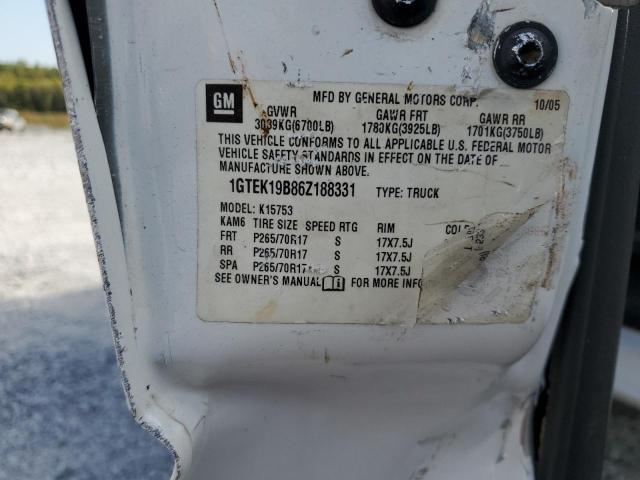 GM
MFD BY GENERAL MOTORS CORP. 10/05
GVWR GAWR FRT GAWR RR
3039KG(6700LB) 1780KG(3925LB) 1701KG(3750LB)
THIS VEHICLE CONFORMS TO ALL APPLICABLE U.S. FEDERAL MOTOR
VEHICLE SAFETY STANDARDS IN EFFECT ON THE DATE OF
MANUFACTURE SHOWN ABOVE.
1GTEK19B86Z188331 TYPE: TRUCK
MODEL: K15753
KAM6 TIRE SIZE SPEED RTG RIM COL
FRT P265/70R17 S 17X7.5J
RR P265/70R17 S 17X7.5J
SPA P265/70R17 S 17X7.5J
SEE OWNER'S MANUAL FOR MORE INFO